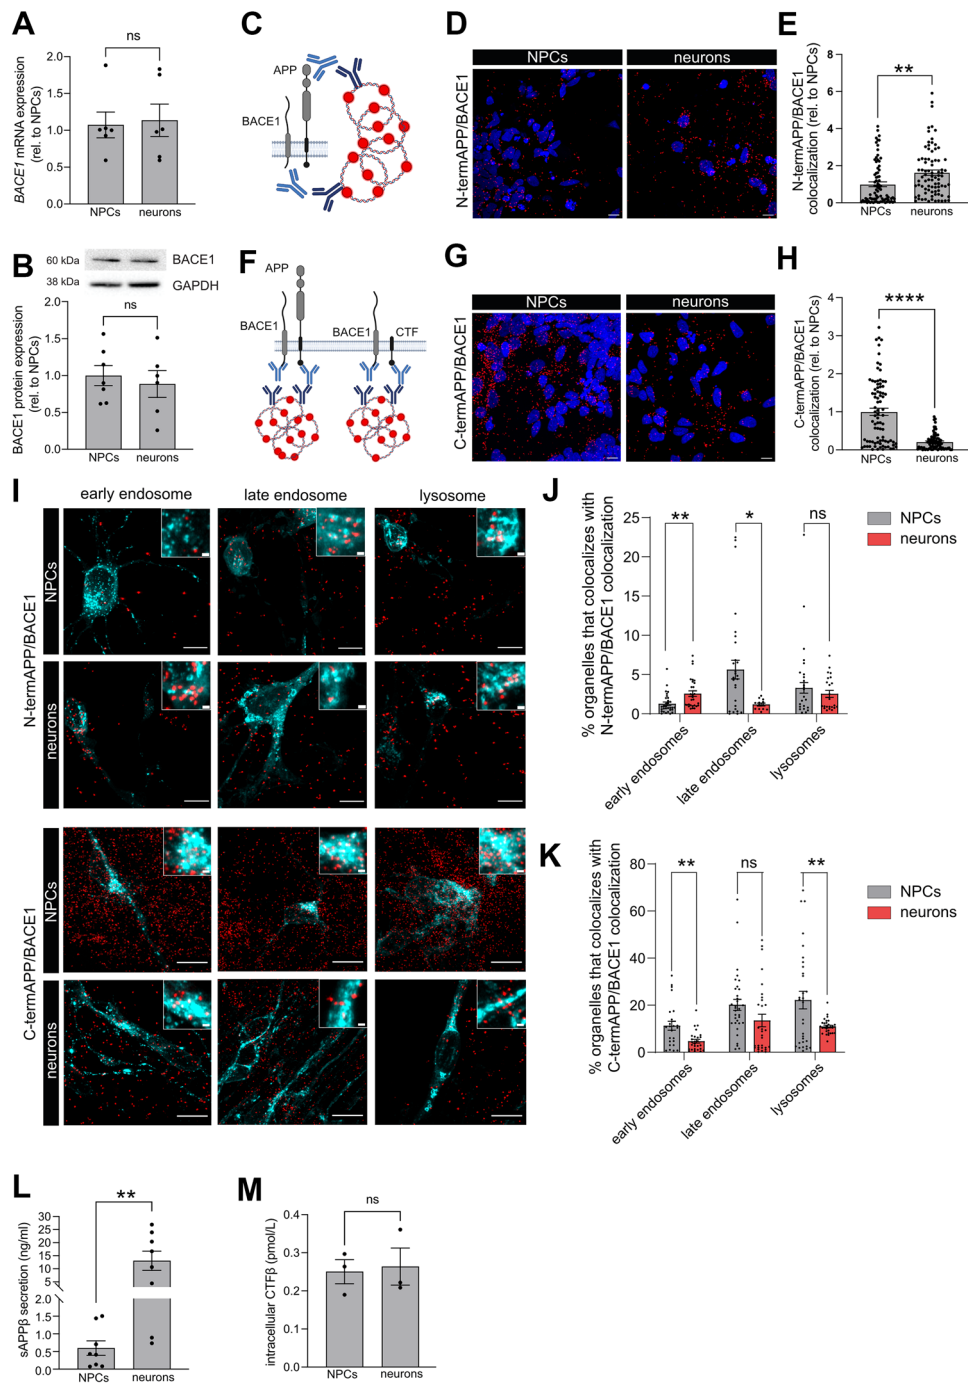 A
BACE1 mRNA expression
(rel. to NPCs)
2.0
1.5
1.0
0.5
0.0
ns
NPCs
neurons
B
60 kDa
BACE1
38 kDa
GAPDH
BACE1 protein expression
(rel. to NPCs)
2.0
1.5
1.0
0.5
0.0
ns
NPCs
neurons
C
APP
BACE1
D
N-termAPP/BACE1
NPCs
neurons
E
N-termAPP/BACE1
colocalization (rel. to NPCs)
8
6
4
2
0
**
NPCs
neurons
F
APP
BACE1
BACE1
CTF
G
C-termAPP/BACE1
NPCs
neurons
H
C-termAPP/BACE1
colocalization (rel. to NPCs)
4
3
2
1
0
****
NPCs
neurons
I
early endosome
late endosome
lysosome
N-termAPP/BACE1
NPCs
neurons
C-termAPP/BACE1
NPCs
neurons
J
% organelles that colocalizes with
N-termAPP/BACE1 colocalization
25
20
15
10
5
0
**
*
ns
early endosomes
late endosomes
lysosomes
NPCs
neurons
K
% organelles that colocalizes with
C-termAPP/BACE1 colocalization
80
60
40
20
0
**
ns
**
early endosomes
late endosomes
lysosomes
NPCs
neurons
L
sAPPβ secretion (ng/ml)
30
25
20
15
10
5
2.0
1.5
1.0
0.5
0.0
**
NPCs
neurons
M
intracellular CTFβ (pmol/L)
0.4
0.3
0.2
0.1
0.0
ns
NPCs
neurons